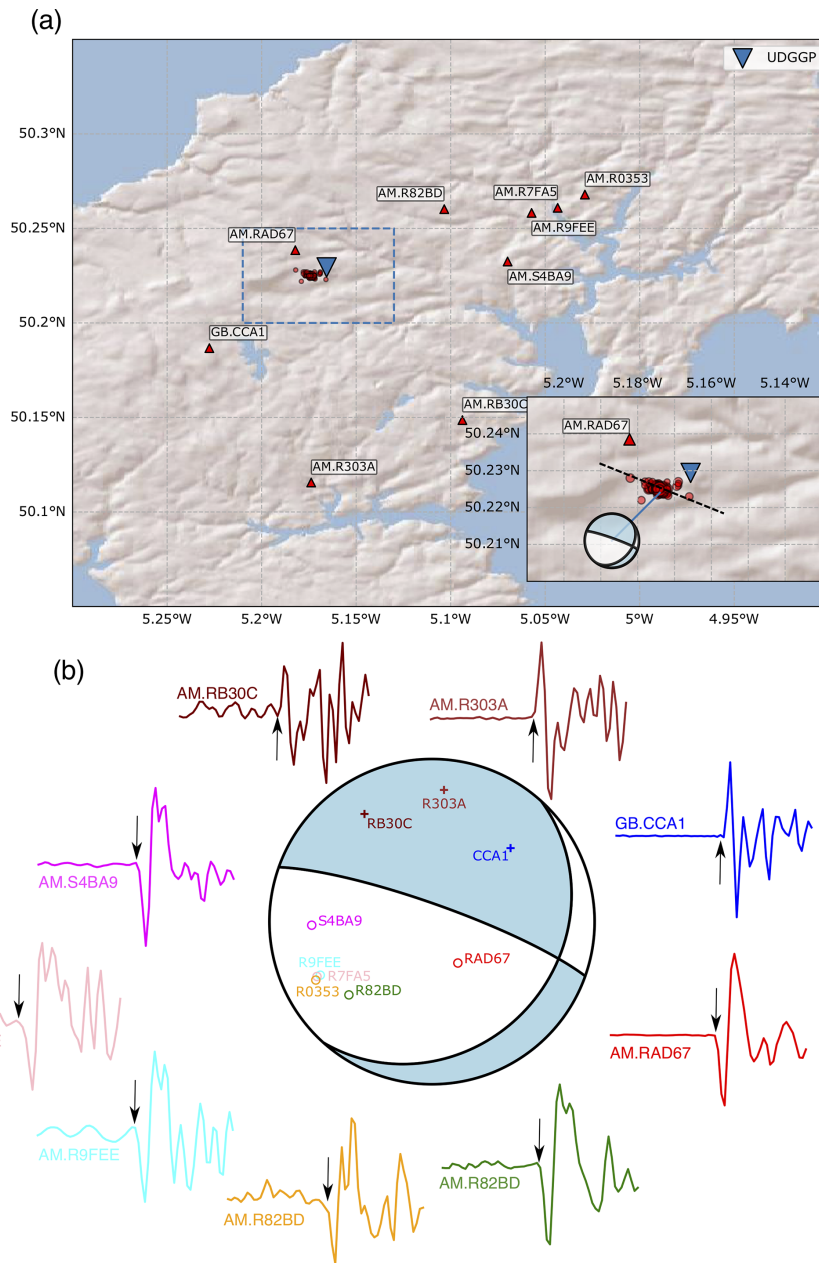 (a)
UDGGP
50.3°N
50.25°N
50.2°N
50.15°N
50.1°N
AM.R0353
AM.R82BD
AM.R7FA5
AM.R9FEE
AM.RAD67
AM.S4BA9
GB.CCA1
AM.RB30C
AM.R303A
5.2°W
5.18°W
5.16°W
5.14°W
AM.RAD67
50.24°N
50.23°N
50.22°N
50.21°N
5.25°W
5.2°W
5.15°W
5.1°W
5.05°W
5°W
4.95°W
(b)
AM.RB30C
AM.R303A
R303A
RB30C
CCA1
GB.CCA1
AM.S4BA9
S4BA9
RAD67
R9FEE
R7FA5
R0353
R82BD
AM.RAD67
AM.R9FEE
AM.R82BD
AM.R82BD